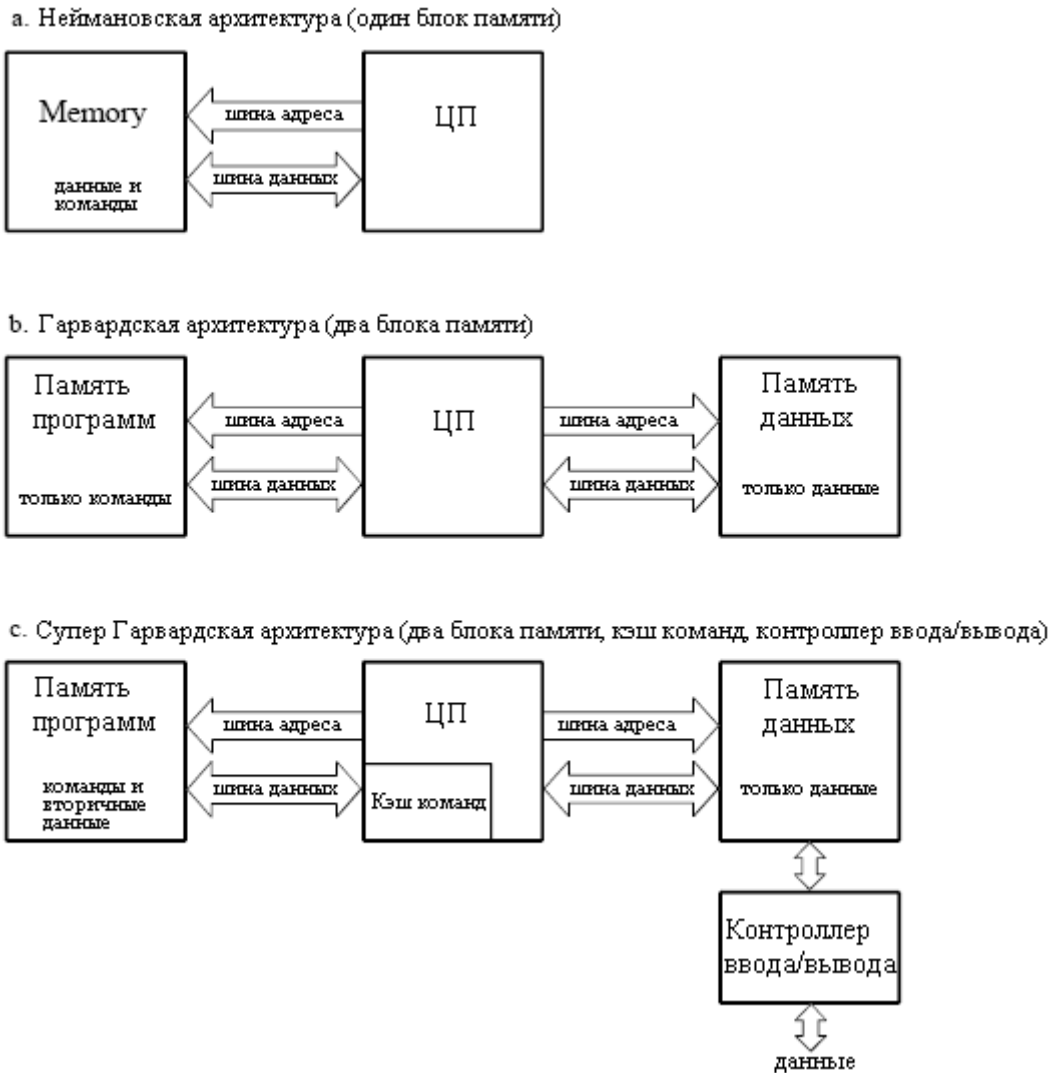 a. Неймановская архитектура (один блок памяти)
Memory
данные и
команды
шина адреса
шина данных
ЦП
b. Гарвардская архитектура (два блока памяти)
Память
программ
только команды
шина адреса
шина данных
ЦП
шина адреса
шина данных
Память
данных
только данные
c. Супер Гарвардская архитектура (два блока памяти, кэш команд, контроллер ввода/вывода)
Память
программ
команды и
вторичные
данные
шина адреса
шина данных
ЦП
Кэш команд
шина адреса
шина данных
Память
данных
только данные
Контроллер
ввода/вывода
данные